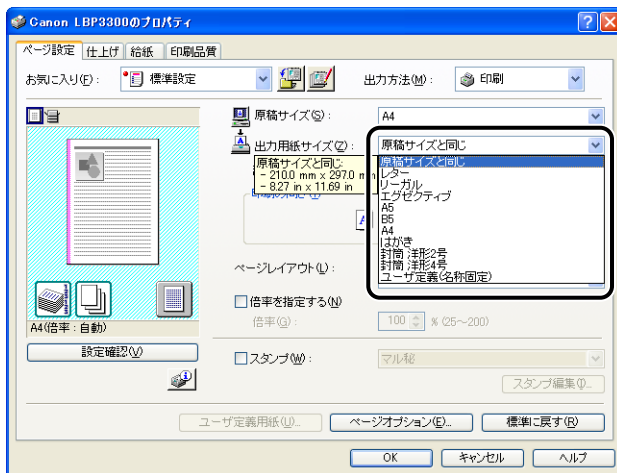 Canon LBP3300のプロパティ
ページ設定 仕上げ 給紙 印刷品質
お気に入り(F): 標準設定 出力方法(M): 印刷
原稿サイズ(S): A4
出力用紙サイズ(Z): 原稿サイズと同じ
原稿サイズと同じ:
- 210.0 mm x 297.0 mm
- 8.27 in x 11.69 in
原稿サイズと同じ
レター
リーガル
エグゼクティブ
A5
B5
A4
はがき
封筒 洋形2号
封筒 洋形4号
ユーザ定義(名称固定)
A
ページレイアウト(L):
倍率を指定する(N)
倍率(G): 100 % (25~200)
A4(倍率:自動)
設定確認(V)
スタンプ(W): マル秘
スタンプ編集(I)...
ユーザ定義用紙(U)... ページオプション(E)... 標準に戻す(R)
OK キャンセル ヘルプ